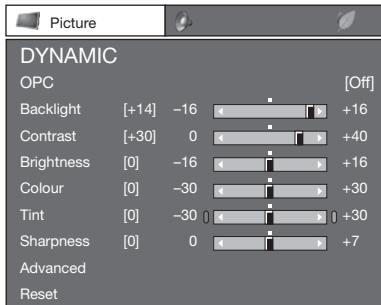 Picture
DYNAMIC
OPC [Off]
Backlight [+14] –16 +16
Contrast [+30] 0 +40
Brightness [0] –16 +16
Colour [0] –30 +30
Tint [0] –30 +30
Sharpness [0] 0 +7
Advanced
Reset